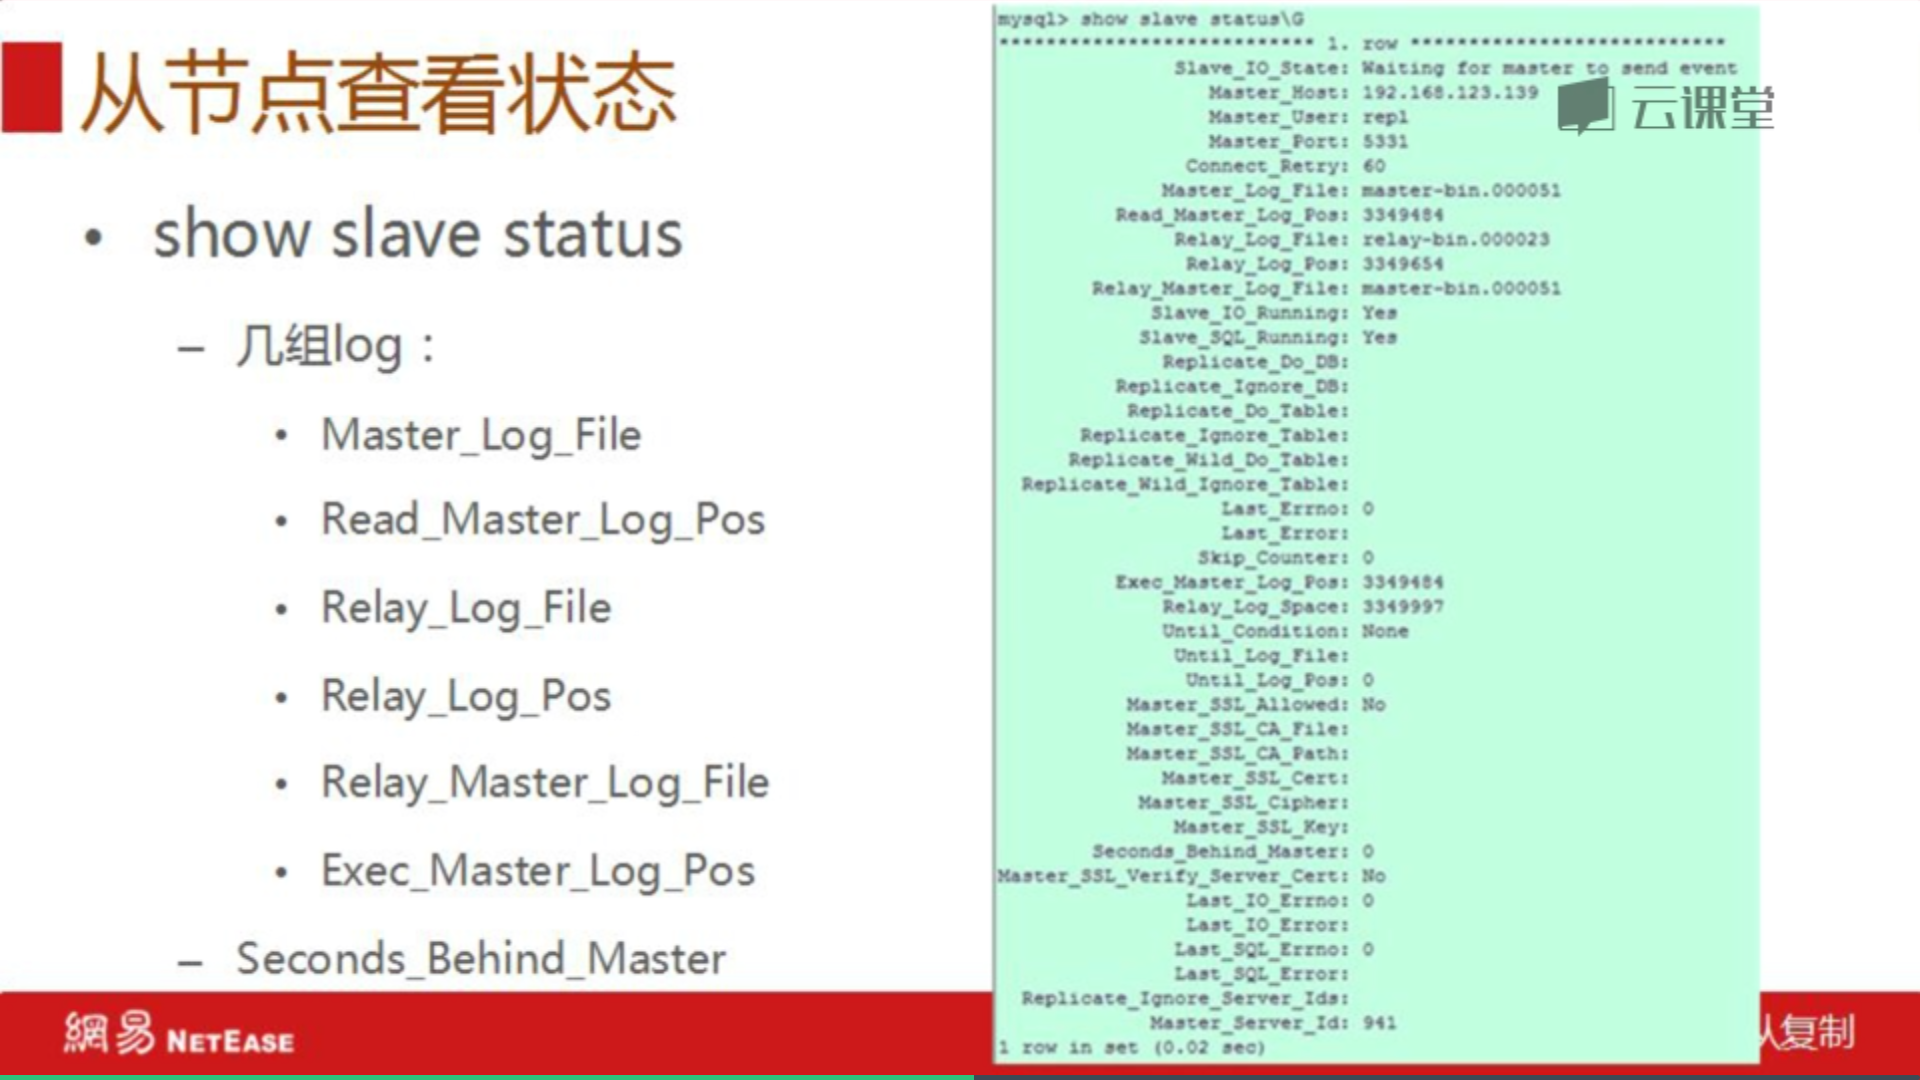 从节点查看状态
• show slave status
– 几组log：
• Master_Log_File
• Read_Master_Log_Pos
• Relay_Log_File
• Relay_Log_Pos
• Relay_Master_Log_File
• Exec_Master_Log_Pos
– Seconds_Behind_Master
mysql> show slave status\G
*************************** 1. row ***************************
Slave_IO_State: Waiting for master to send event
Master_Host: 192.168.123.139
Master_User: repl
Master_Port: 5331
Connect_Retry: 60
Master_Log_File: master-bin.000051
Read_Master_Log_Pos: 3349484
Relay_Log_File: relay-bin.000023
Relay_Log_Pos: 3349654
Relay_Master_Log_File: master-bin.000051
Slave_IO_Running: Yes
Slave_SQL_Running: Yes
Replicate_Do_DB:
Replicate_Ignore_DB:
Replicate_Do_Table:
Replicate_Ignore_Table:
Replicate_Wild_Do_Table:
Replicate_Wild_Ignore_Table:
Last_Errno: 0
Last_Error:
Skip_Counter: 0
Exec_Master_Log_Pos: 3349484
Relay_Log_Space: 3349997
Until_Condition: None
Until_Log_File:
Until_Log_Pos: 0
Master_SSL_Allowed: No
Master_SSL_CA_File:
Master_SSL_CA_Path:
Master_SSL_Cert:
Master_SSL_Cipher:
Master_SSL_Key:
Seconds_Behind_Master: 0
Master_SSL_Verify_Server_Cert: No
Last_IO_Errno: 0
Last_IO_Error:
Last_SQL_Errno: 0
Last_SQL_Error:
Replicate_Ignore_Server_Ids:
Master_Server_Id: 941
1 row in set (0.02 sec)
云课堂
網易 NETEASE
从复制